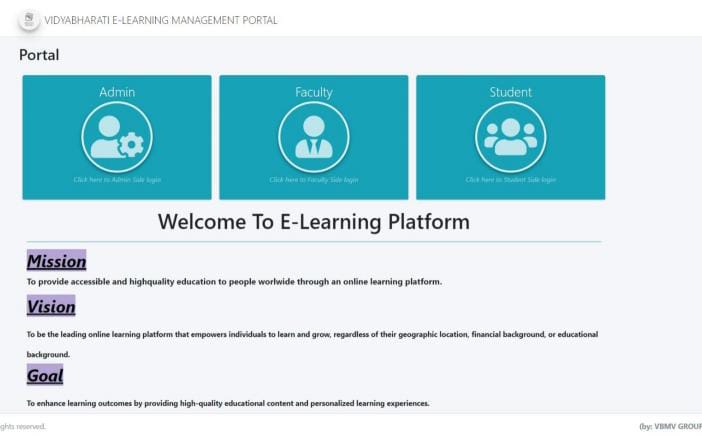 VIDYABHARATI E-LEARNING MANAGEMENT PORTAL
Portal
Admin
Faculty
Student
Click here to Admin Side login
Click here to Faculty Side login
Click here to Student Side login
Welcome To E-Learning Platform
Mission
To provide accessible and highquality education to people worlwide through an online learning platform.
Vision
To be the leading online learning platform that empowers individuals to learn and grow, regardless of their geographic location, financial background, or educational
background.
Goal
To enhance learning outcomes by providing high-quality educational content and personalized learning experiences.
ghts reserved.
(by: VBMV GROUP